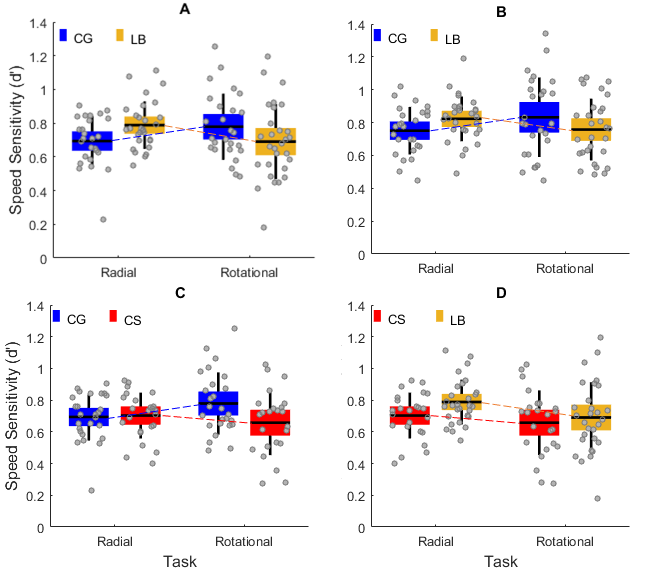 A
Speed Sensitivity (d')
1.4
1.2
1
0.8
0.6
0.4
0.2
0
CG
LB
Radial
Rotational
B
1.4
1.2
1
0.8
0.6
0.4
0.2
0
CG
LB
Radial
Rotational
C
Speed Sensitivity (d')
1.4
1.2
1
0.8
0.6
0.4
0.2
0
CG
CS
Radial
Rotational
Task
D
1.4
1.2
1
0.8
0.6
0.4
0.2
0
CS
LB
Radial
Rotational
Task